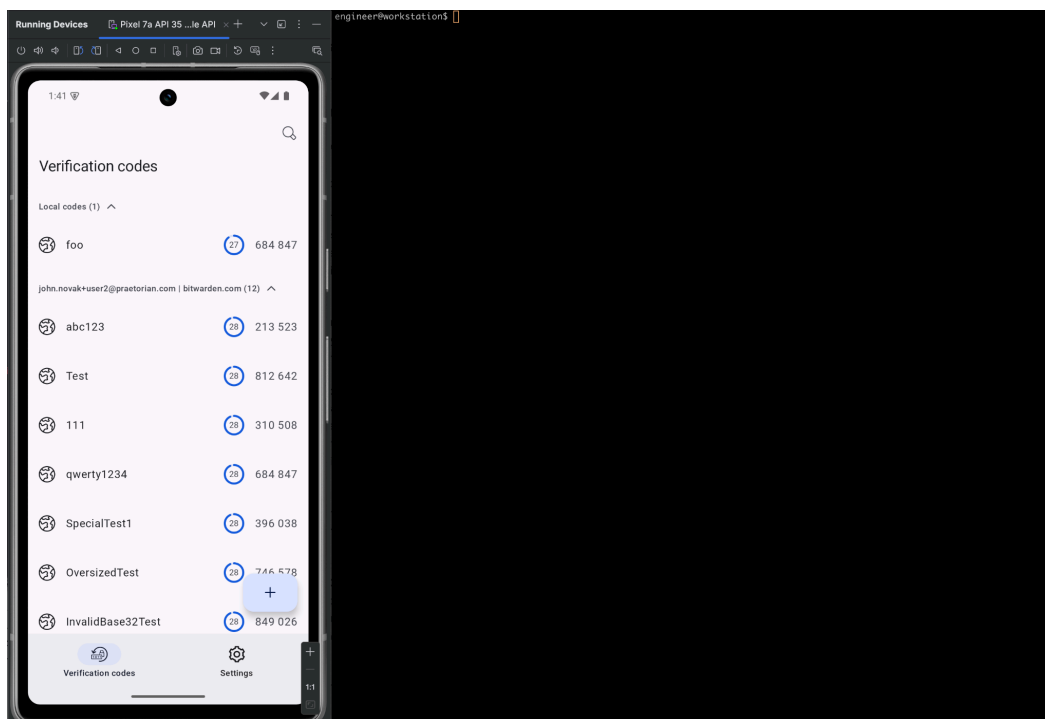 Running Devices
Pixel 7a API 35 ...le API
engineer@workstation$
1:41
Verification codes
Local codes (1)
foo 27 684 847
john.novak+user2@praetorian.com | bitwarden.com (12)
abc123 28 213 523
Test 28 812 642
111 28 310 508
qwerty1234 28 684 847
SpecialTest1 28 396 038
OversizedTest 28 746 578
+
InvalidBase32Test 28 849 026
Verification codes
Settings
1:1